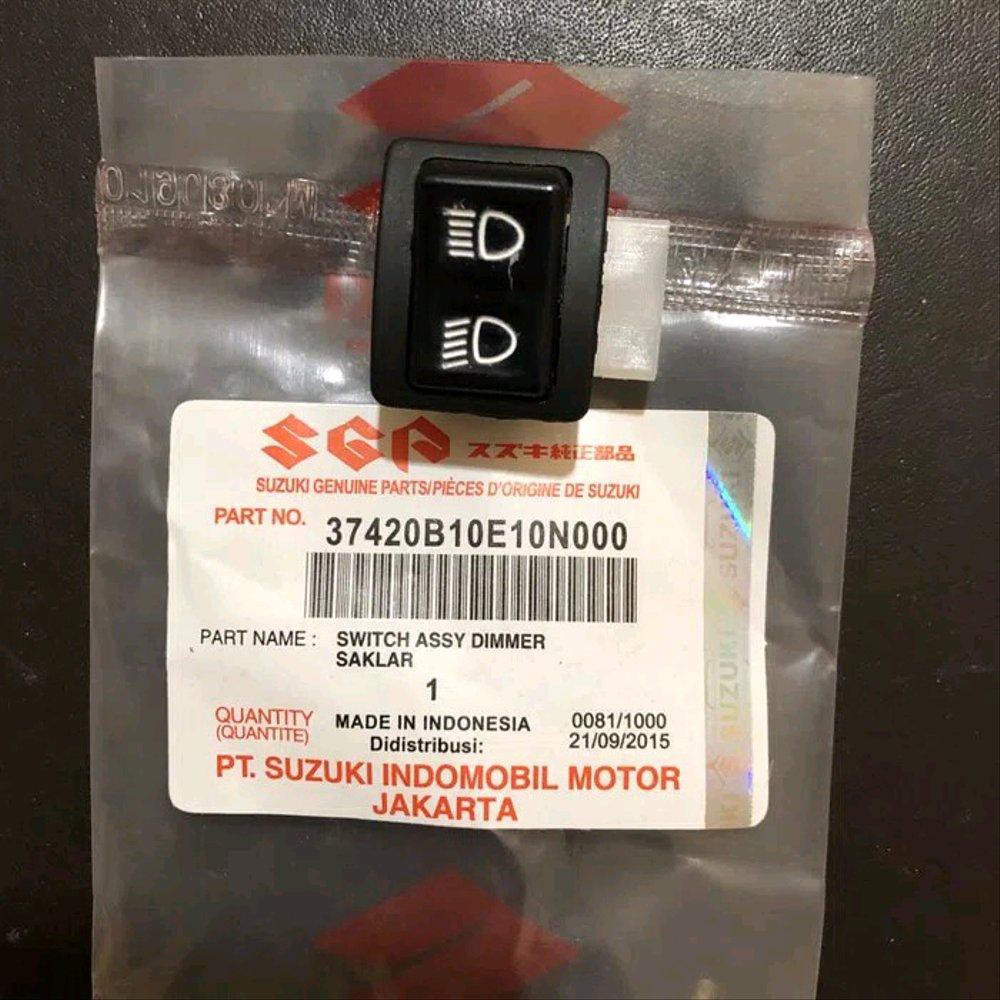 SGP スズキ純正部品
SUZUKI GENUINE PARTS/PIÈCES D'ORIGINE DE SUZUKI
PART NO. 37420B10E10N000
PART NAME : SWITCH ASSY DIMMER
SAKLAR
1
QUANTITY MADE IN INDONESIA 0081/1000
(QUANTITE) Didistribusi: 21/09/2015
PT. SUZUKI INDOMOBIL MOTOR
JAKARTA
SUZUKI
SUZUKI